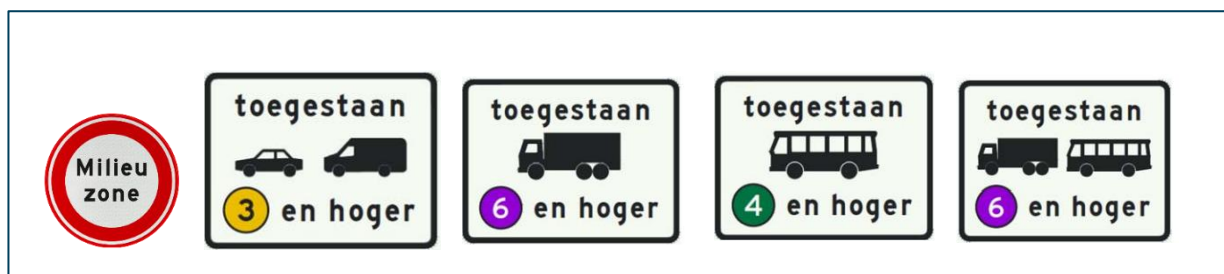 Milieu
zone
toegestaan
3 en hoger
toegestaan
6 en hoger
toegestaan
4 en hoger
toegestaan
6 en hoger